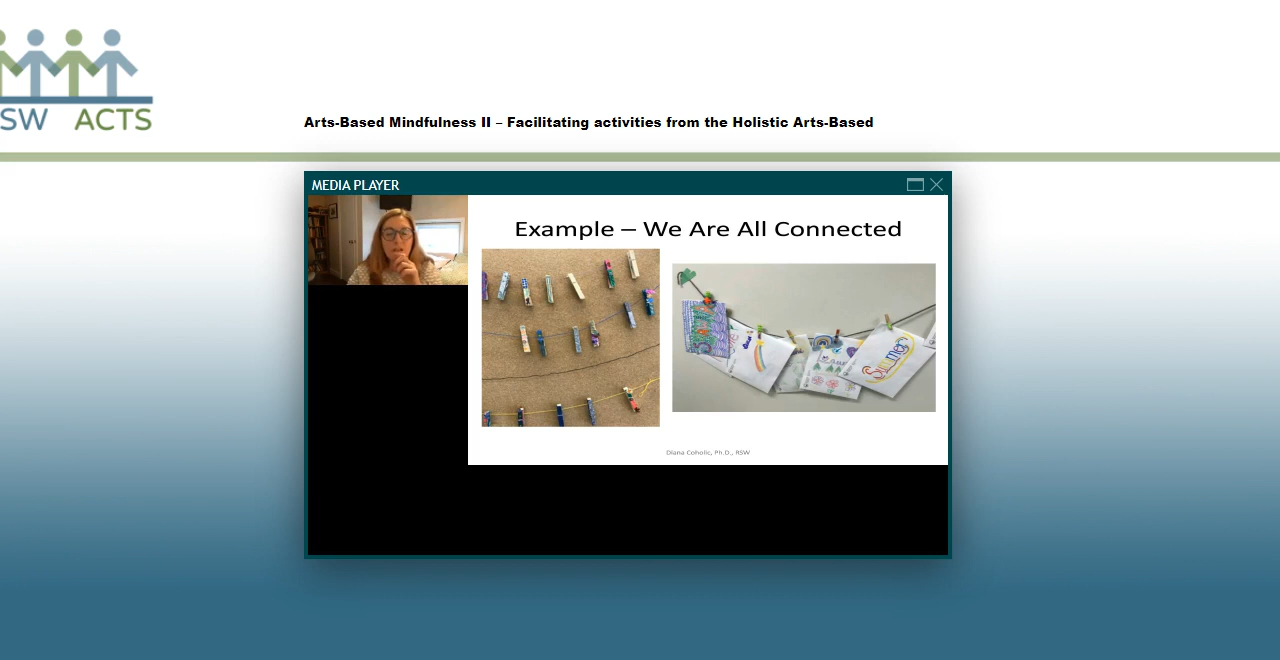 SW ACTS
Arts-Based Mindfulness II – Facilitating activities from the Holistic Arts-Based
MEDIA PLAYER
Example – We Are All Connected
Summer
Diana Coholic, Ph.D., RSW